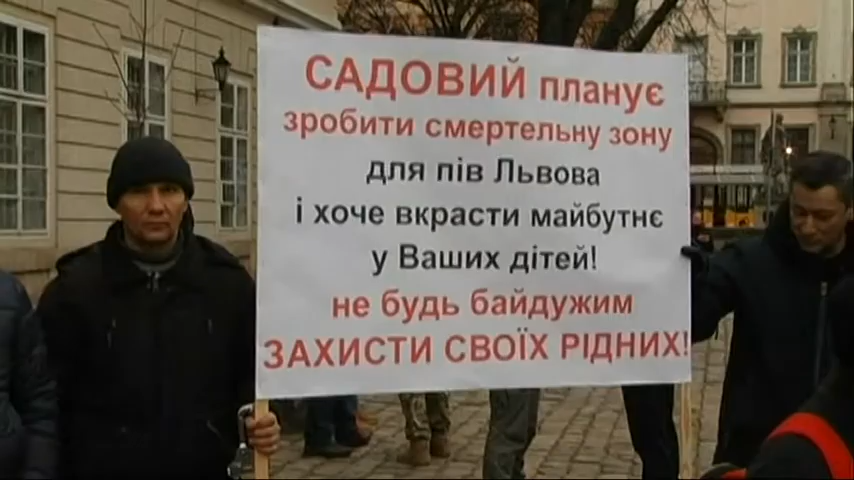 САДОВИЙ планує
зробити смертельну зону
для пів Львова
і хоче вкрасти майбутнє
у Ваших дітей!
не будь байдужим
ЗАХИСТИ СВОЇХ РІДНИХ!